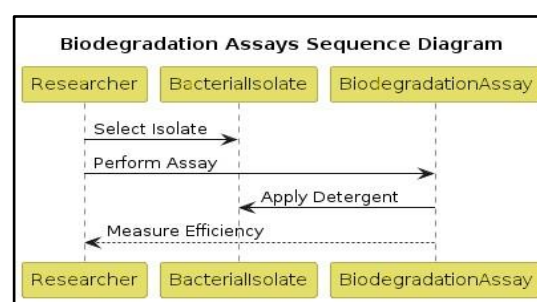 Biodegradation Assays Sequence Diagram
Researcher BacterialIsolate BiodegradationAssay
Select Isolate
Perform Assay
Apply Detergent
Measure Efficiency
Researcher BacterialIsolate BiodegradationAssay